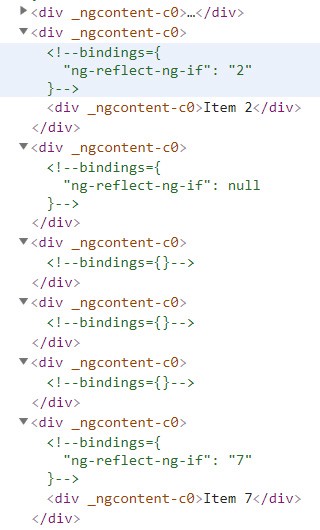 ▶<div _ngcontent-c0>…</div>
▼<div _ngcontent-c0>
<!--bindings={
"ng-reflect-ng-if": "2"
}-->
<div _ngcontent-c0>Item 2</div>
</div>
▼<div _ngcontent-c0>
<!--bindings={
"ng-reflect-ng-if": null
}-->
</div>
▼<div _ngcontent-c0>
<!--bindings={}-->
</div>
▼<div _ngcontent-c0>
<!--bindings={}-->
</div>
▼<div _ngcontent-c0>
<!--bindings={}-->
</div>
▼<div _ngcontent-c0>
<!--bindings={
"ng-reflect-ng-if": "7"
}-->
<div _ngcontent-c0>Item 7</div>
</div>